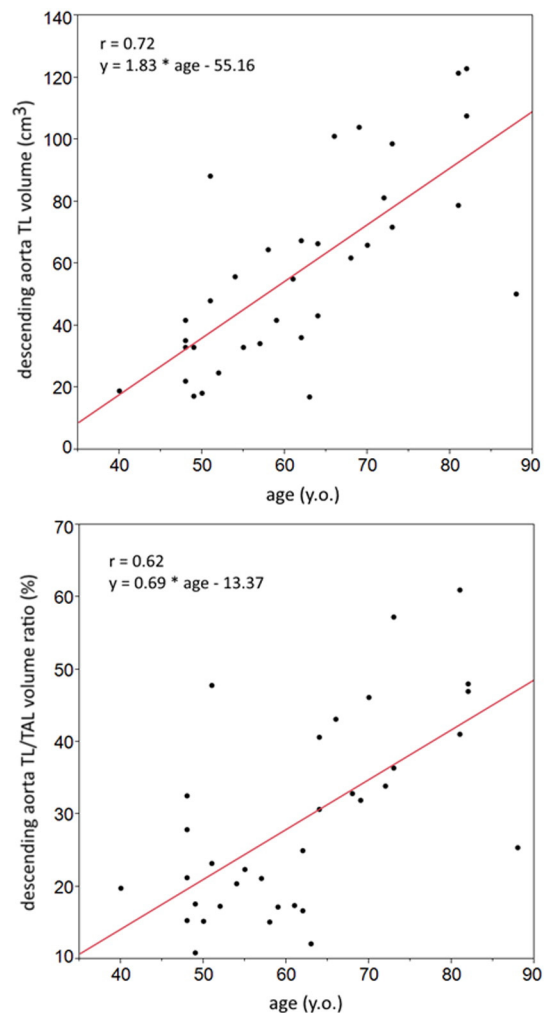 140
120
100
80
60
40
20
0
descending aorta TL volume (cm³)
r = 0.72
y = 1.83 * age - 55.16
40 50 60 70 80 90
age (y.o.)
70
60
50
40
30
20
10
descending aorta TL/TAL volume ratio (%)
r = 0.62
y = 0.69 * age - 13.37
40 50 60 70 80 90
age (y.o.)